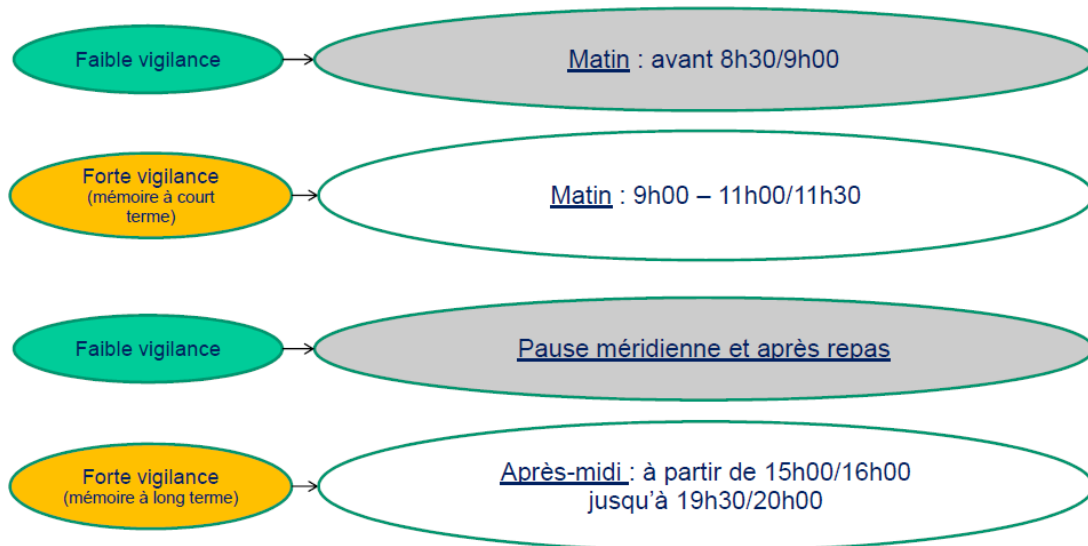 Faible vigilance
Matin : avant 8h30/9h00
Forte vigilance
(mémoire à court
terme)
Matin : 9h00 – 11h00/11h30
Faible vigilance
Pause méridienne et après repas
Forte vigilance
(mémoire à long terme)
Après-midi : à partir de 15h00/16h00
jusqu'à 19h30/20h00